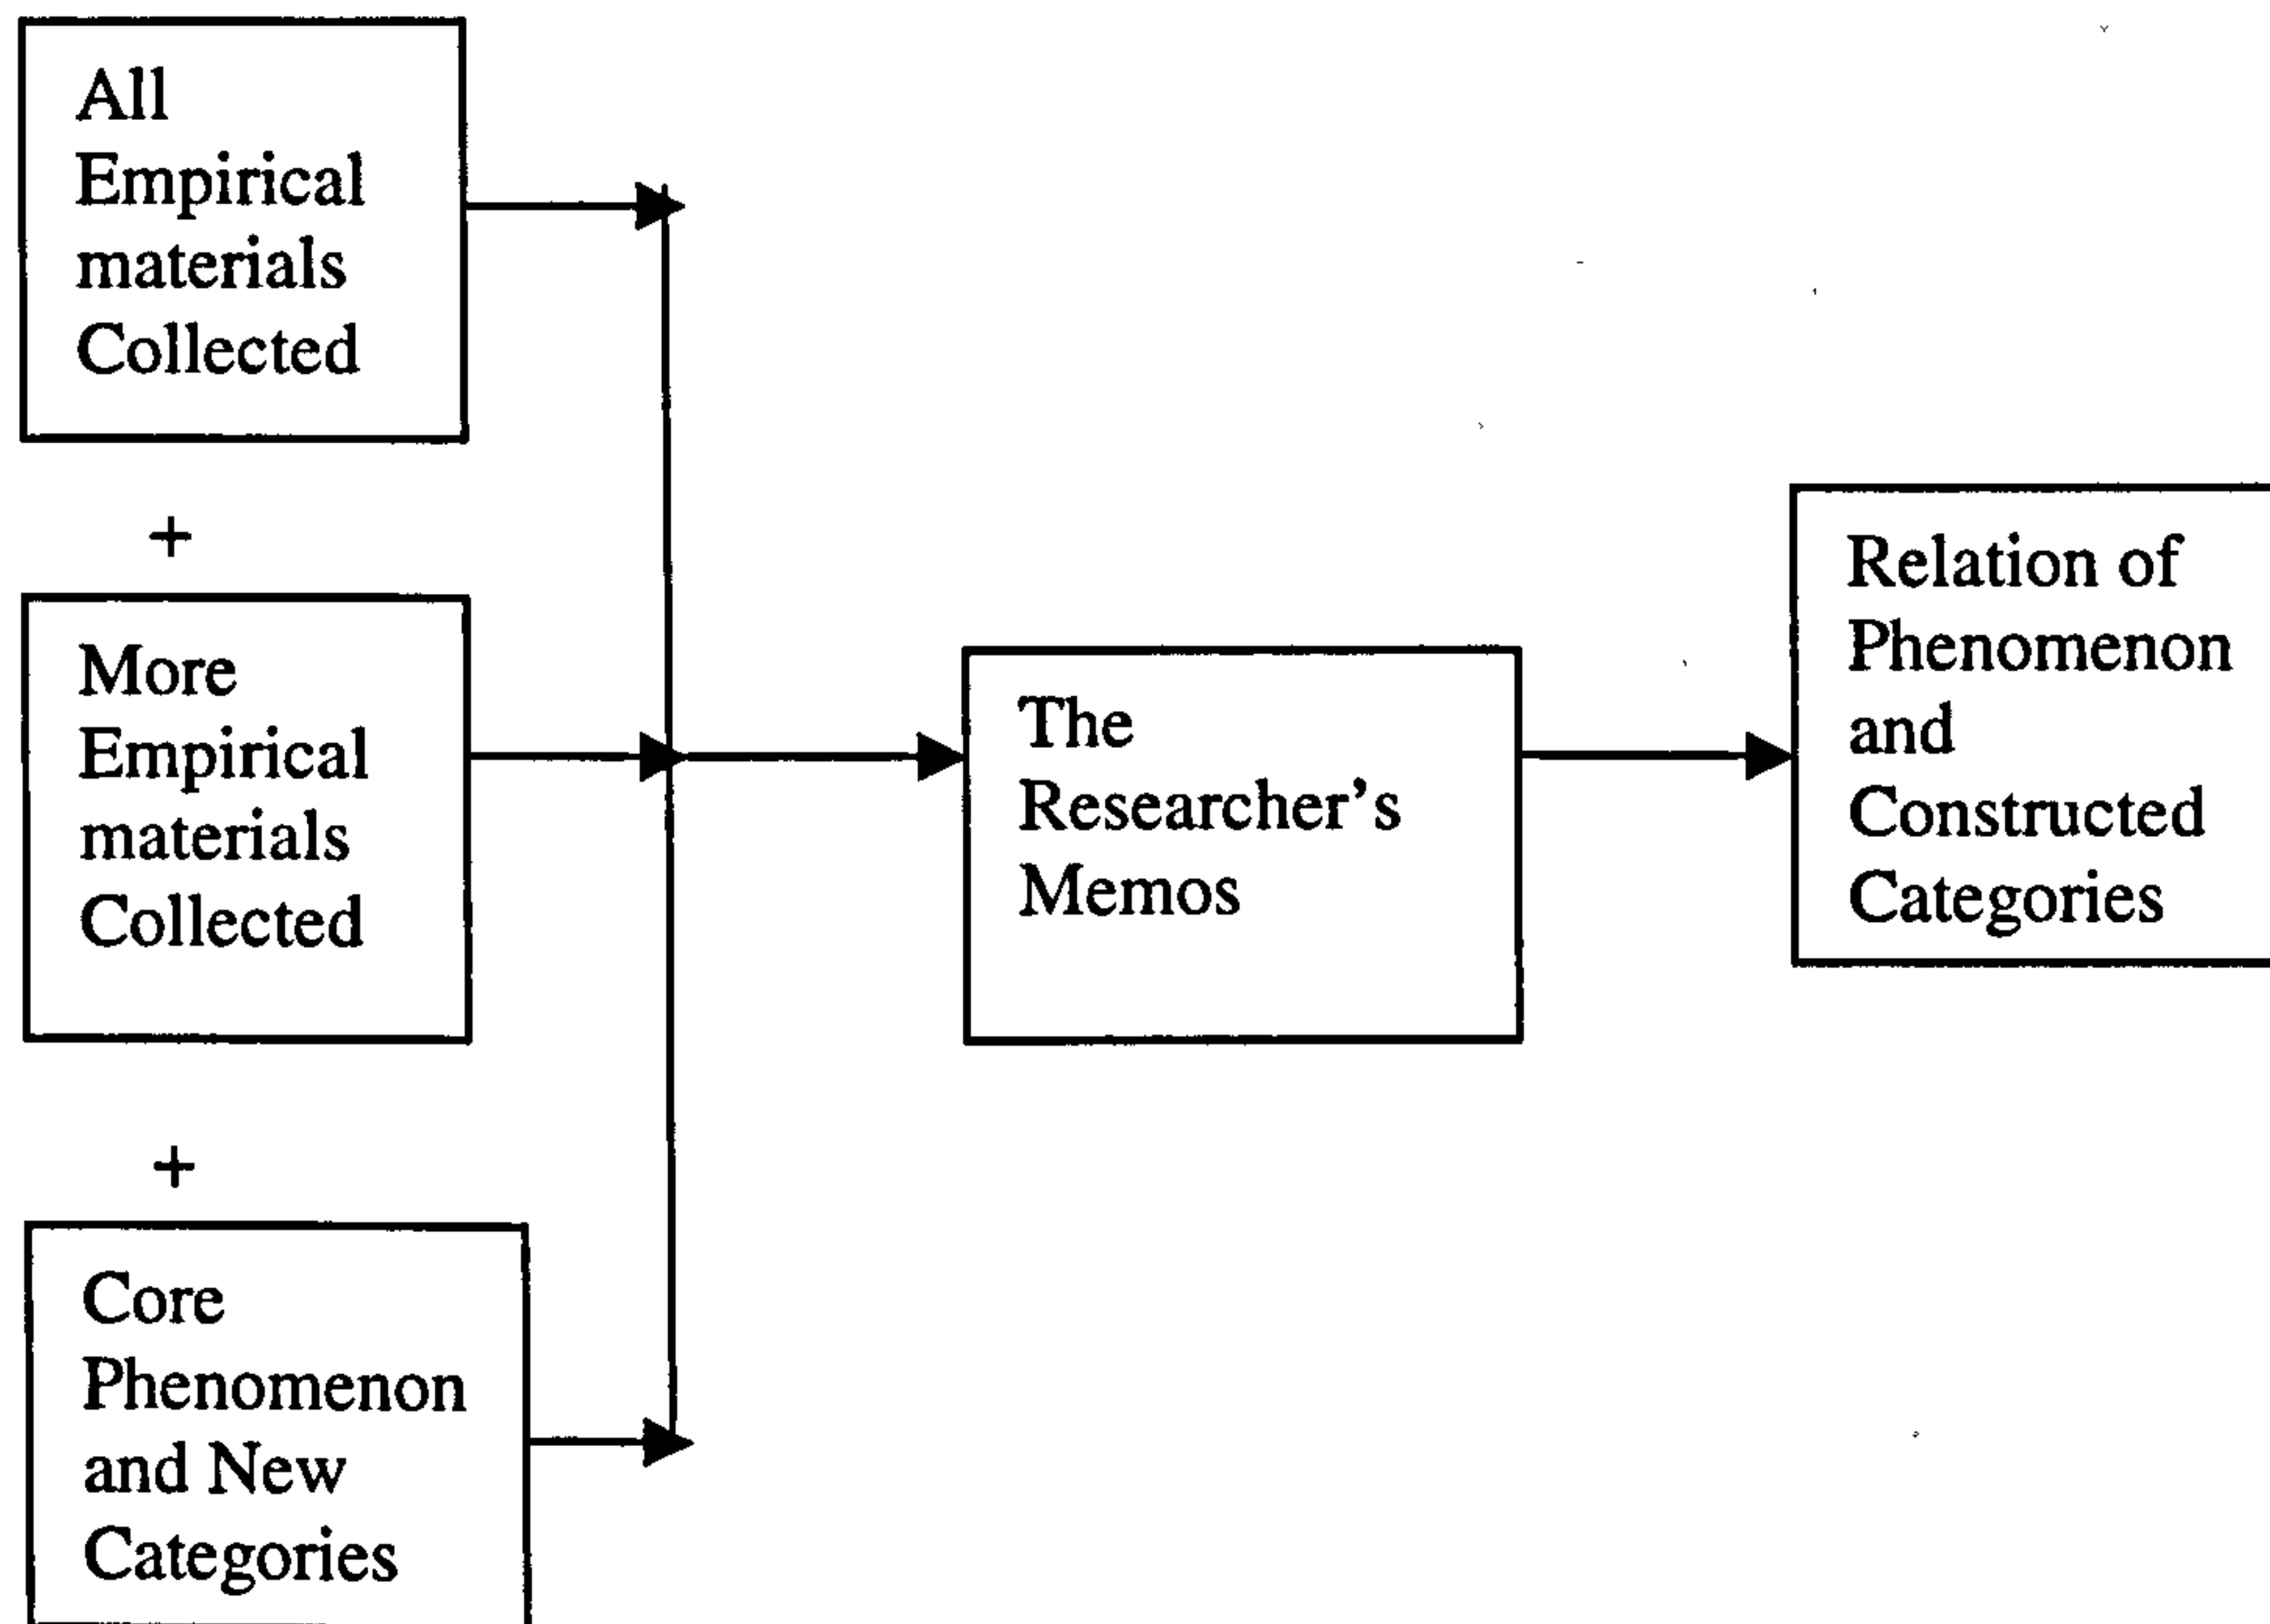 All
Empirical
materials
Collected
+
More
Empirical
materials
Collected
+
Core
Phenomenon
and New
Categories
The
Researcher's
Memos
Relation of
Phenomenon
and
Constructed
Categories